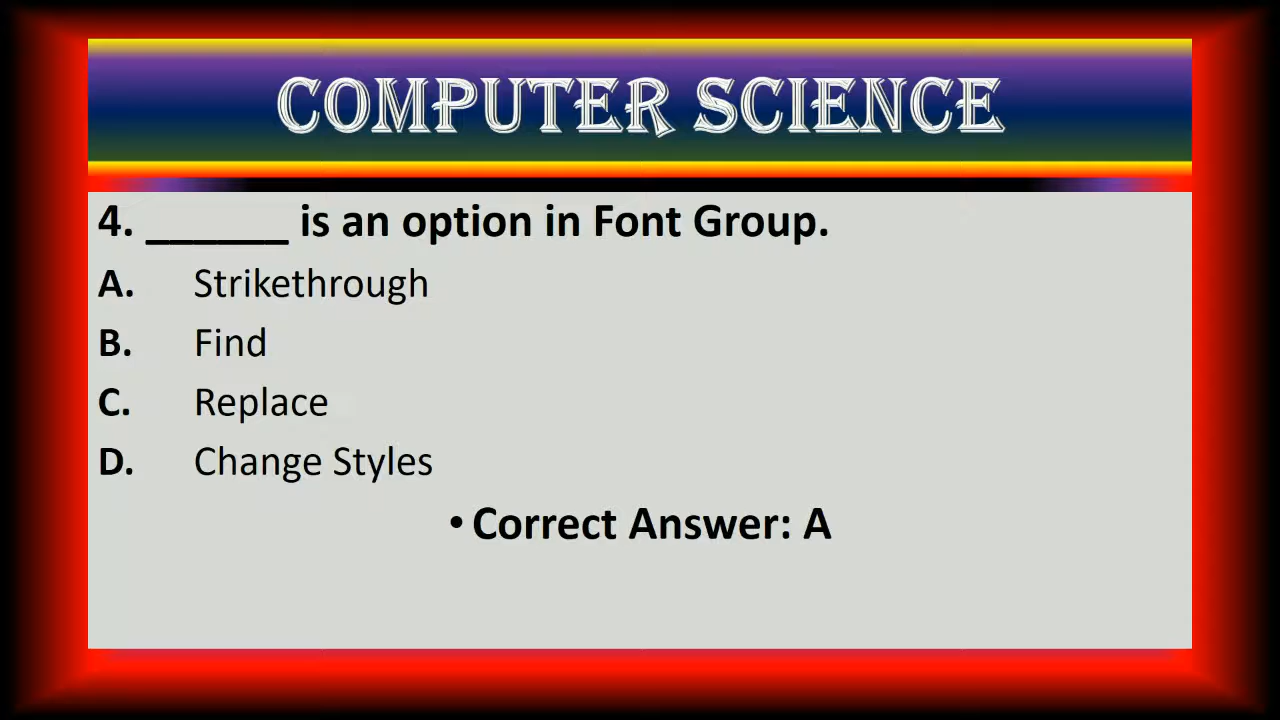 COMPUTER SCIENCE
4. ______ is an option in Font Group.
A. Strikethrough
B. Find
C. Replace
D. Change Styles
• Correct Answer: A